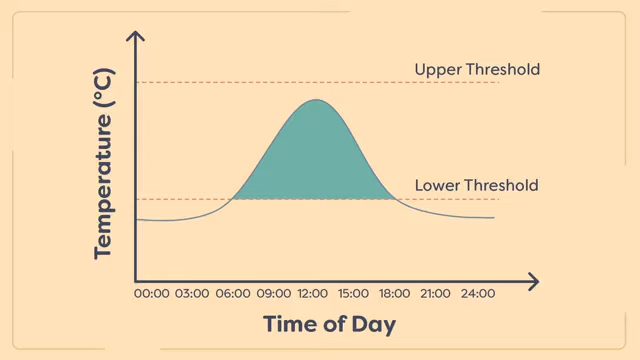 Upper Threshold
Lower Threshold
Temperature (°C)
00:00 03:00 06:00 09:00 12:00 15:00 18:00 21:00 24:00
Time of Day